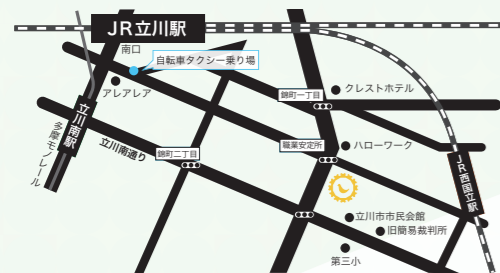 JR立川駅
南口
自転車タクシー乗り場
アレアレア
クレストホテル
錦町一丁目
立川南駅
多摩モノレール
立川南通り
錦町二丁目
職業安定所
ハローワーク
JR西国立駅
立川市市民会館
旧簡易裁判所
第三小